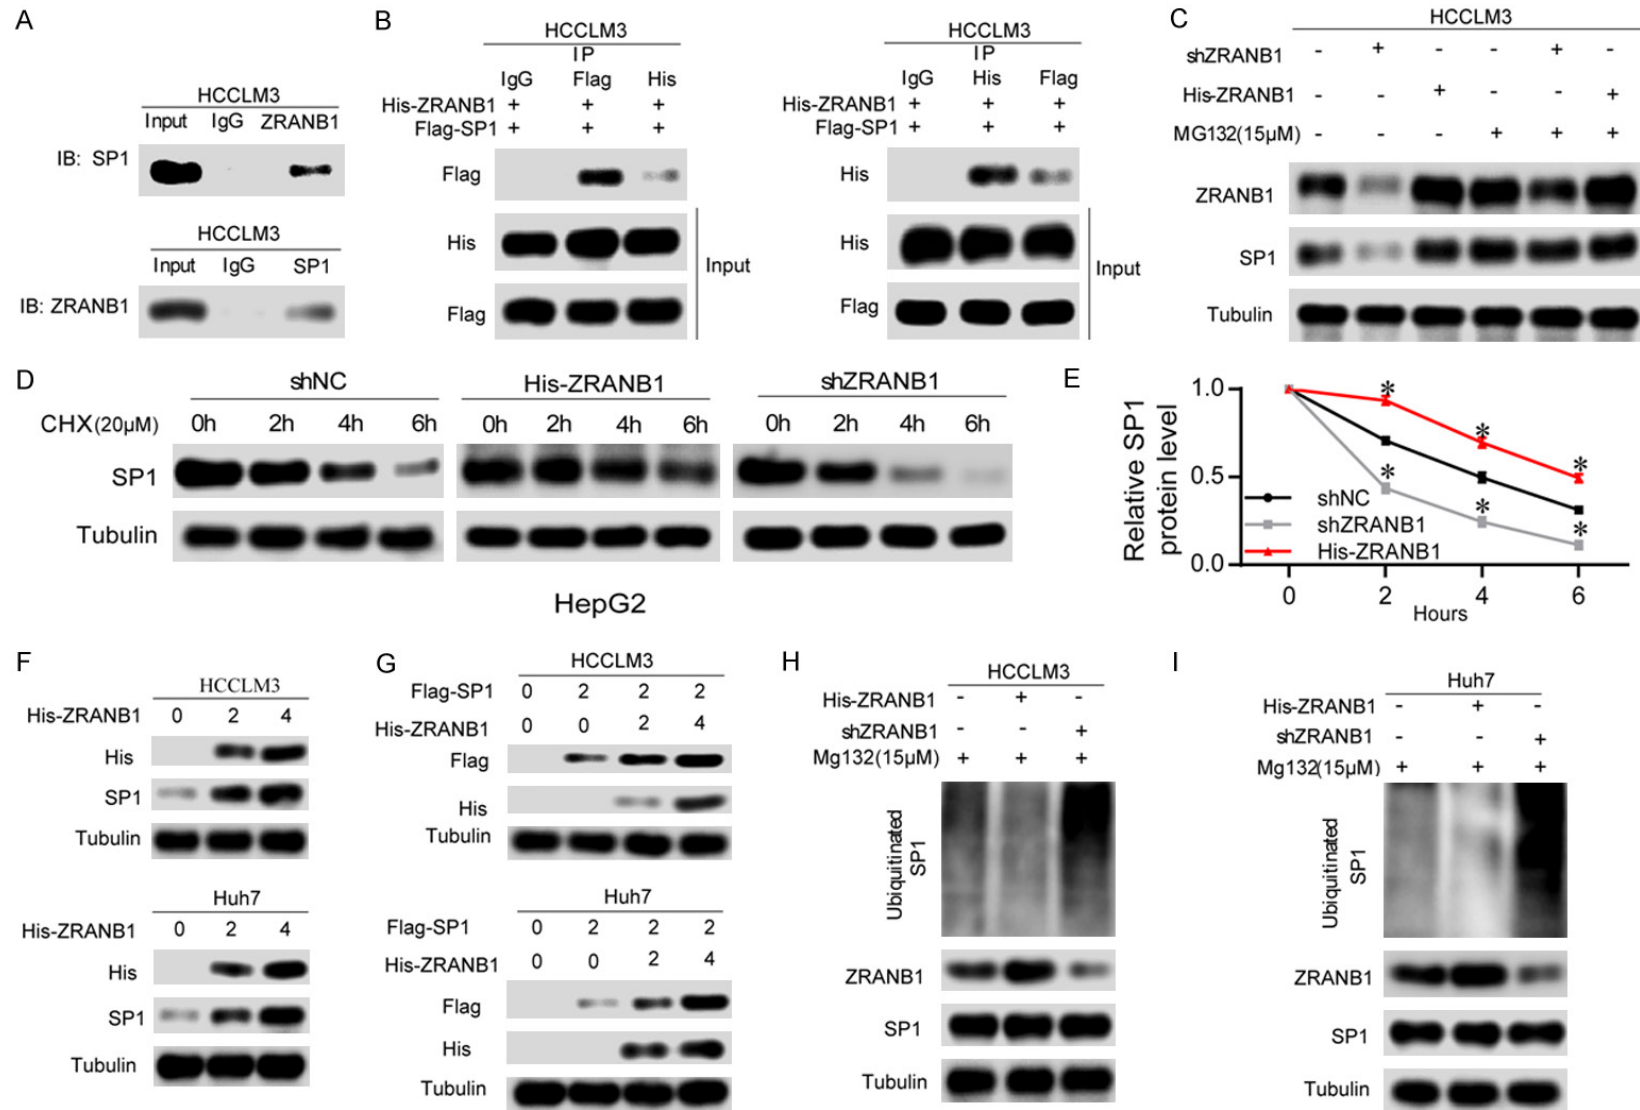 A
HCCLM3
Input IgG ZRANB1
IB: SP1
HCCLM3
Input IgG SP1
IB: ZRANB1
B
HCCLM3
IP
IgG Flag His
His-ZRANB1 + + +
Flag-SP1 + + +
Flag
His
Flag
Input
HCCLM3
IP
IgG His Flag
His-ZRANB1 + + +
Flag-SP1 + + +
His
His
Flag
Input
C
HCCLM3
shZRANB1 - + - - + -
His-ZRANB1 - - + - - +
MG132(15μM) - - - + + +
ZRANB1
SP1
Tubulin
D
shNC His-ZRANB1 shZRANB1
CHX(20μM) 0h 2h 4h 6h 0h 2h 4h 6h 0h 2h 4h 6h
SP1
Tubulin
HepG2
E
Relative SP1
protein level
1.0
0.5
0.0
* * *
* * *
shNC
shZRANB1
His-ZRANB1
0 2 4 6
Hours
F
HCCLM3
His-ZRANB1 0 2 4
His
SP1
Tubulin
Huh7
His-ZRANB1 0 2 4
His
SP1
Tubulin
G
HCCLM3
Flag-SP1 0 2 2 2
His-ZRANB1 0 0 2 4
Flag
His
Tubulin
Huh7
Flag-SP1 0 2 2 2
His-ZRANB1 0 0 2 4
Flag
His
Tubulin
H
HCCLM3
His-ZRANB1 - + -
shZRANB1 - - +
Mg132(15μM) + + +
Ubiquitinated
SP1
ZRANB1
SP1
Tubulin
I
Huh7
His-ZRANB1 - + -
shZRANB1 - - +
Mg132(15μM) + + +
Ubiquitinated
SP1
ZRANB1
SP1
Tubulin